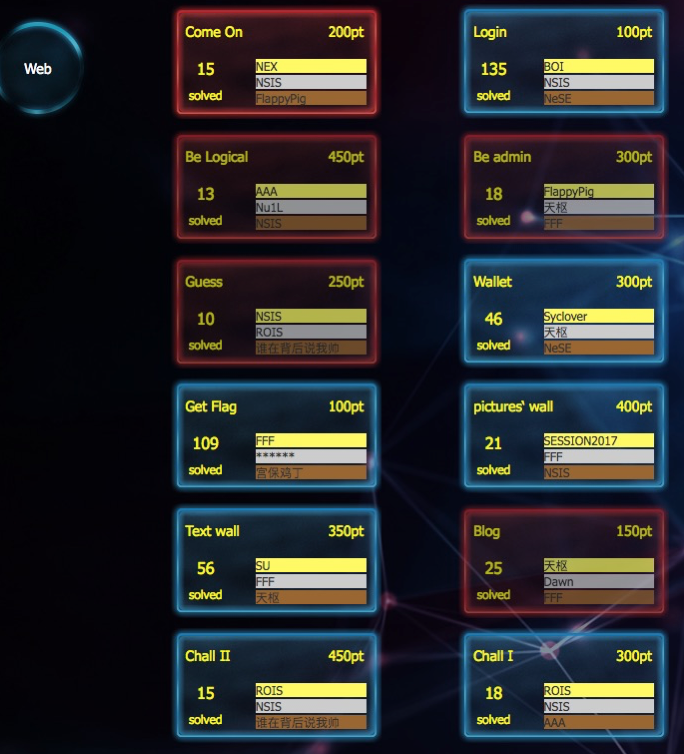 Web
Come On 200pt
15 solved
NEX
NSIS
FlappyPig
Login 100pt
135 solved
BOI
NSIS
NeSE
Be Logical 450pt
13 solved
AAA
Nu1L
NSIS
Be admin 300pt
18 solved
FlappyPig
天枢
FFF
Guess 250pt
10 solved
NSIS
ROIS
谁在背后说我帅
Wallet 300pt
46 solved
Syclover
天枢
NeSE
Get Flag 100pt
109 solved
FFF
******
宫保鸡丁
pictures' wall 400pt
21 solved
SESSION2017
FFF
NSIS
Text wall 350pt
56 solved
SU
FFF
天枢
Blog 150pt
25 solved
天枢
Dawn
FFF
Chall II 450pt
15 solved
ROIS
NSIS
谁在背后说我帅
Chall I 300pt
18 solved
ROIS
NSIS
AAA